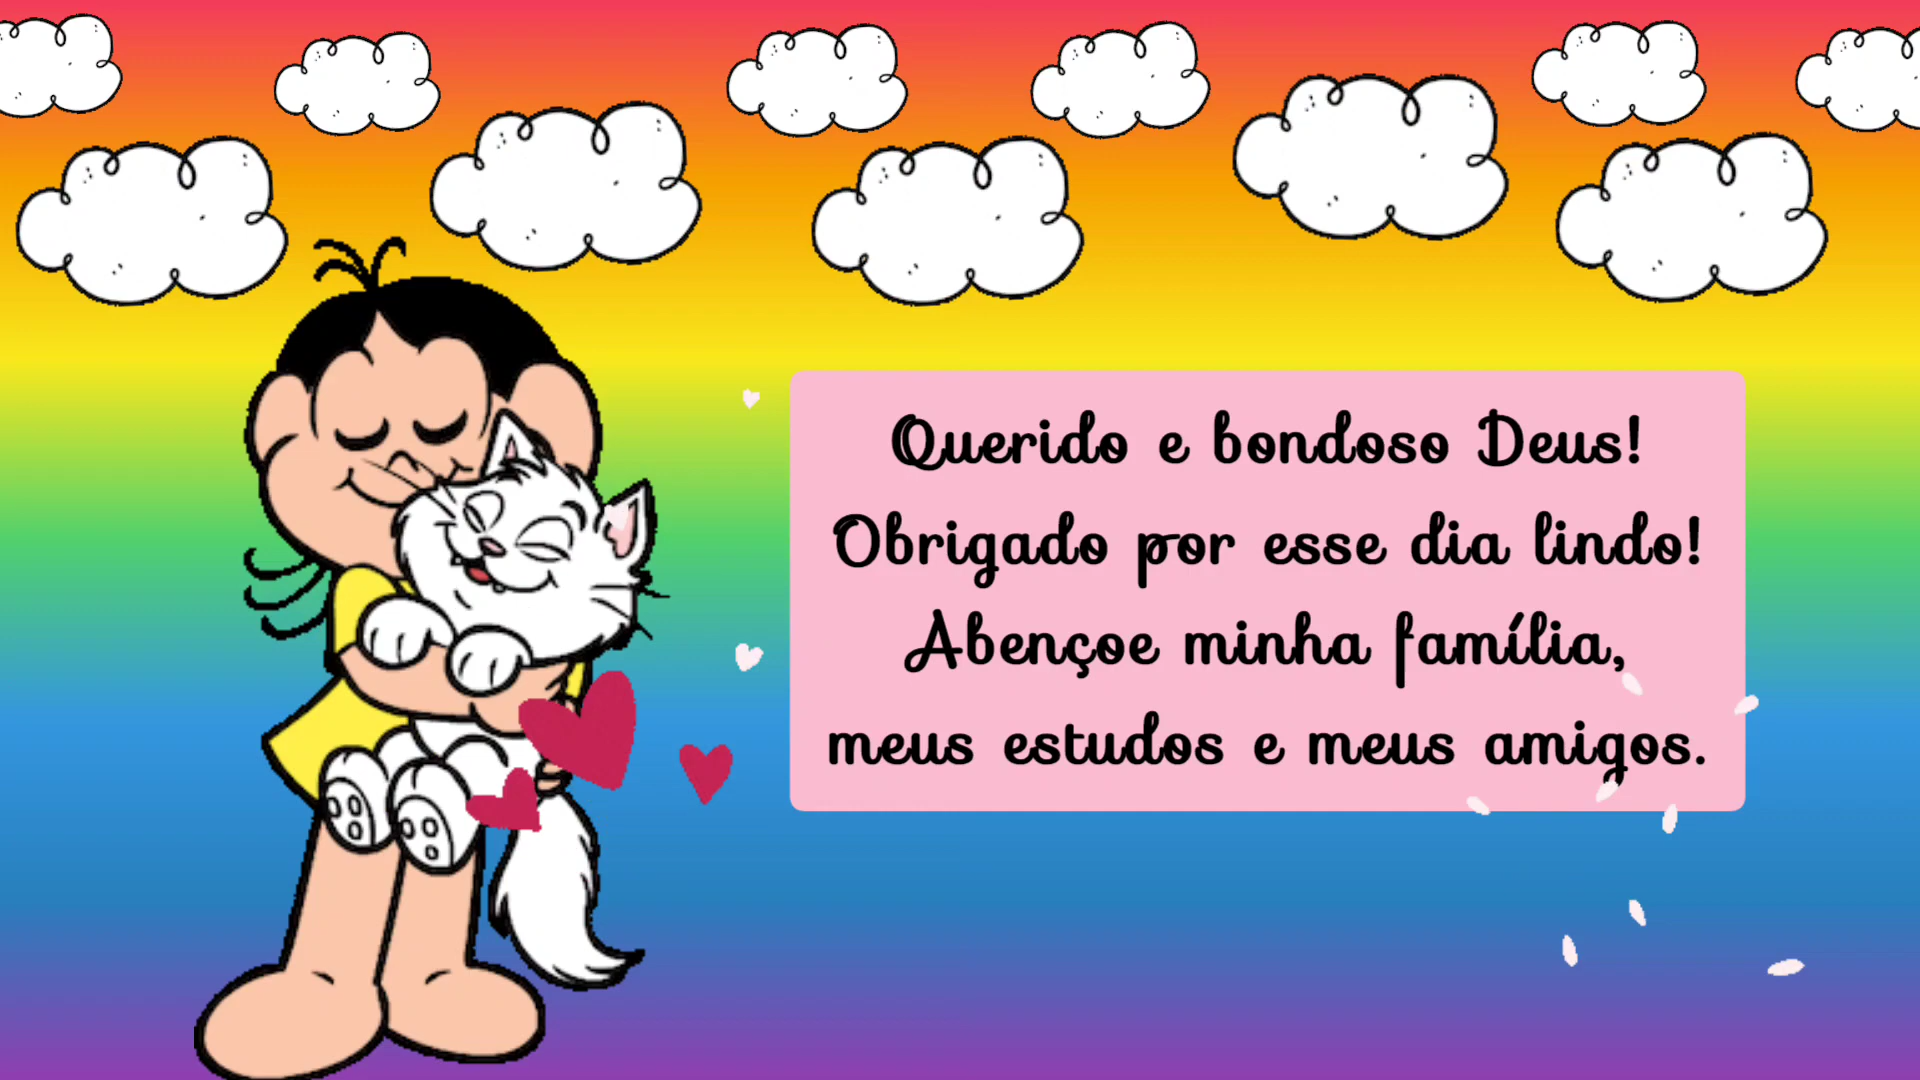 Querido e bondoso Deus!
Obrigado por esse dia lindo!
Abençoe minha família,
meus estudos e meus amigos.